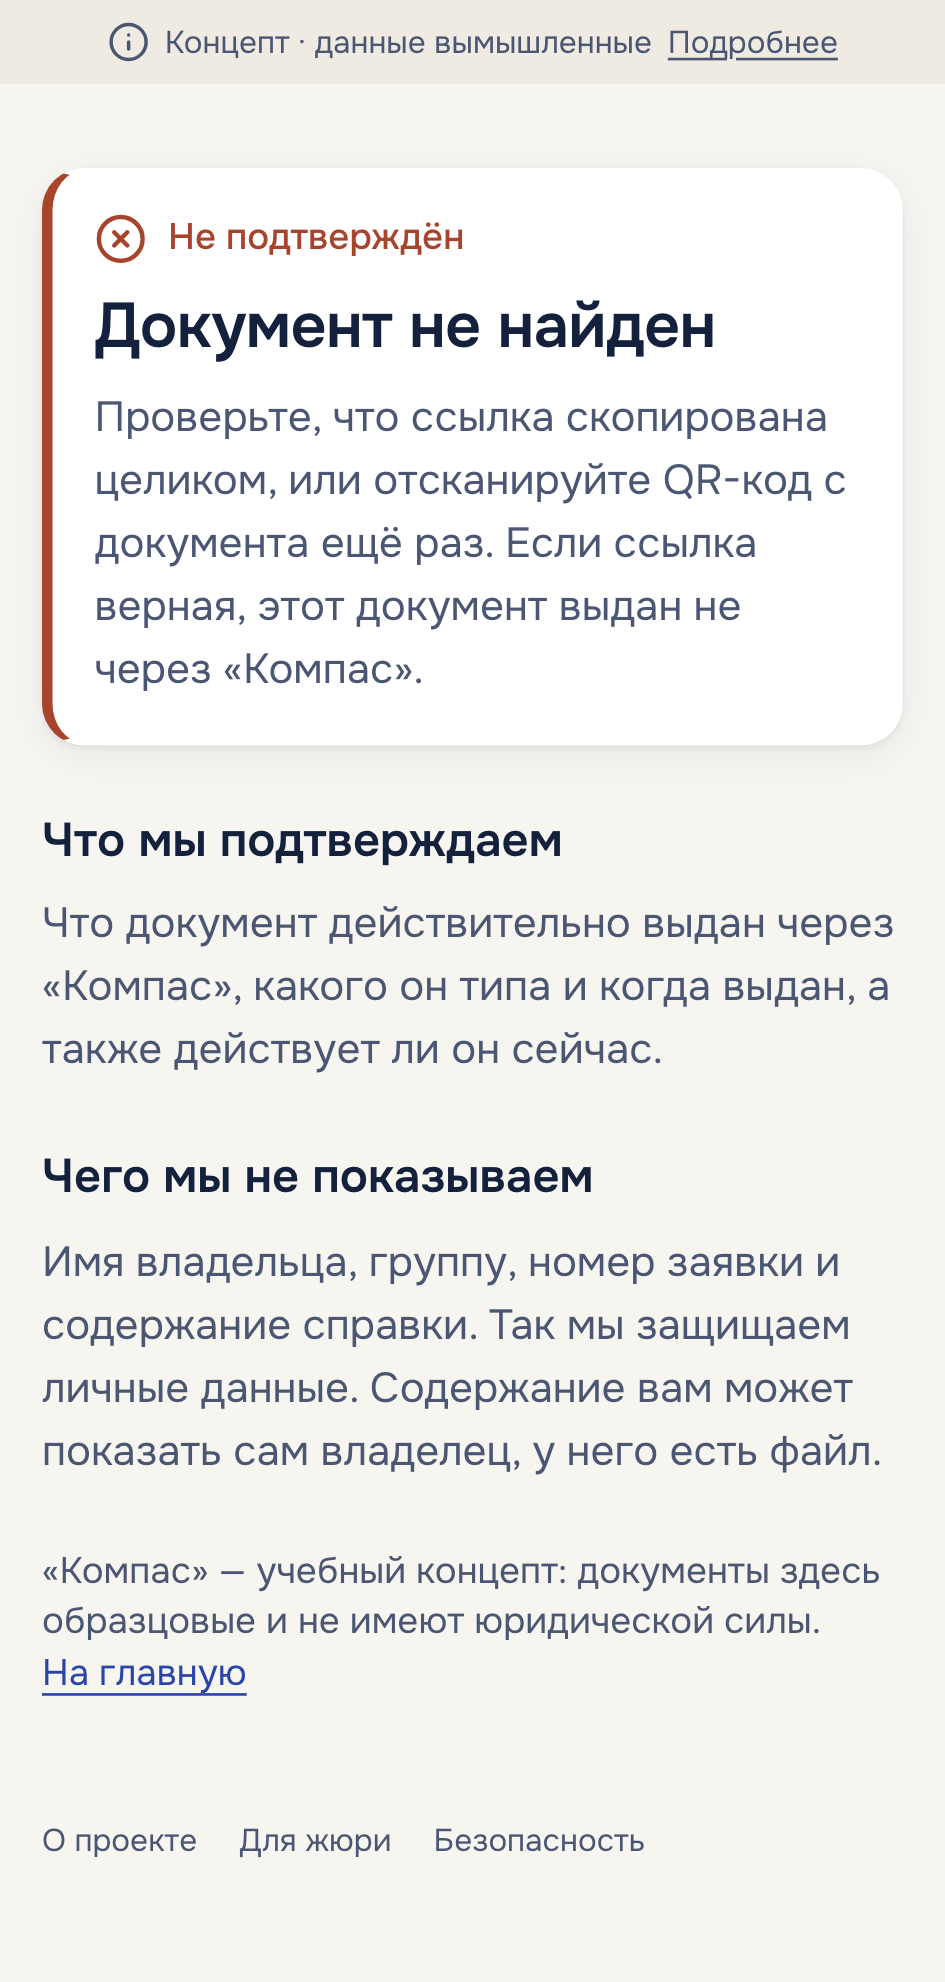 Концепт · данные вымышленные Подробнее
Не подтверждён
Документ не найден
Проверьте, что ссылка скопирована
целиком, или отсканируйте QR-код с
документа ещё раз. Если ссылка
верная, этот документ выдан не
через «Компас».
Что мы подтверждаем
Что документ действительно выдан через
«Компас», какого он типа и когда выдан, а
также действует ли он сейчас.
Чего мы не показываем
Имя владельца, группу, номер заявки и
содержание справки. Так мы защищаем
личные данные. Содержание вам может
показать сам владелец, у него есть файл.
«Компас» — учебный концепт: документы здесь
образцовые и не имеют юридической силы.
На главную
О проекте Для жюри Безопасность